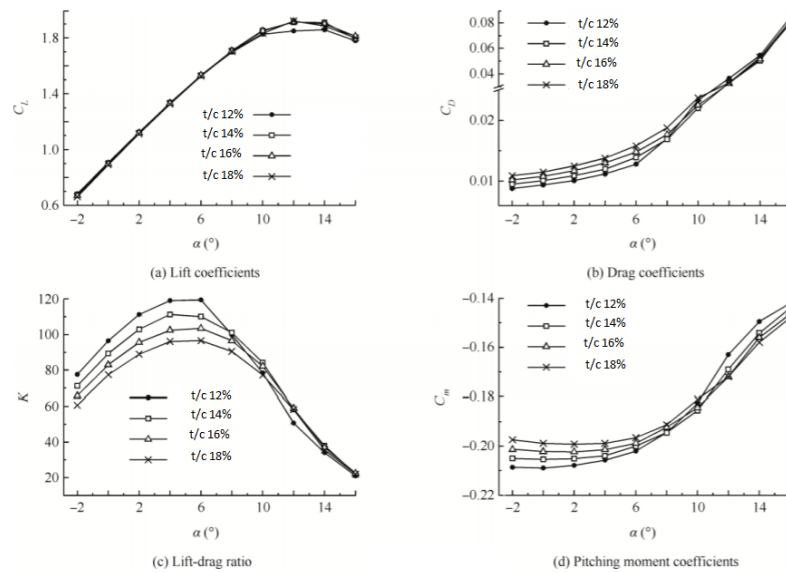 1.8
1.4
1.0
0.6
C_L
t/c 12%
t/c 14%
t/c 16%
t/c 18%
−2 2 6 10 14
α (°)
(a) Lift coefficients
0.08
0.06
0.04
0.02
0.01
C_D
t/c 12%
t/c 14%
t/c 16%
t/c 18%
−2 2 6 10 14
α (°)
(b) Drag coefficients
120
100
80
60
40
20
K
t/c 12%
t/c 14%
t/c 16%
t/c 18%
−2 2 6 10 14
α (°)
(c) Lift-drag ratio
−0.14
−0.16
−0.18
−0.20
−0.22
C_m
t/c 12%
t/c 14%
t/c 16%
t/c 18%
−2 2 6 10 14
α (°)
(d) Pitching moment coefficients